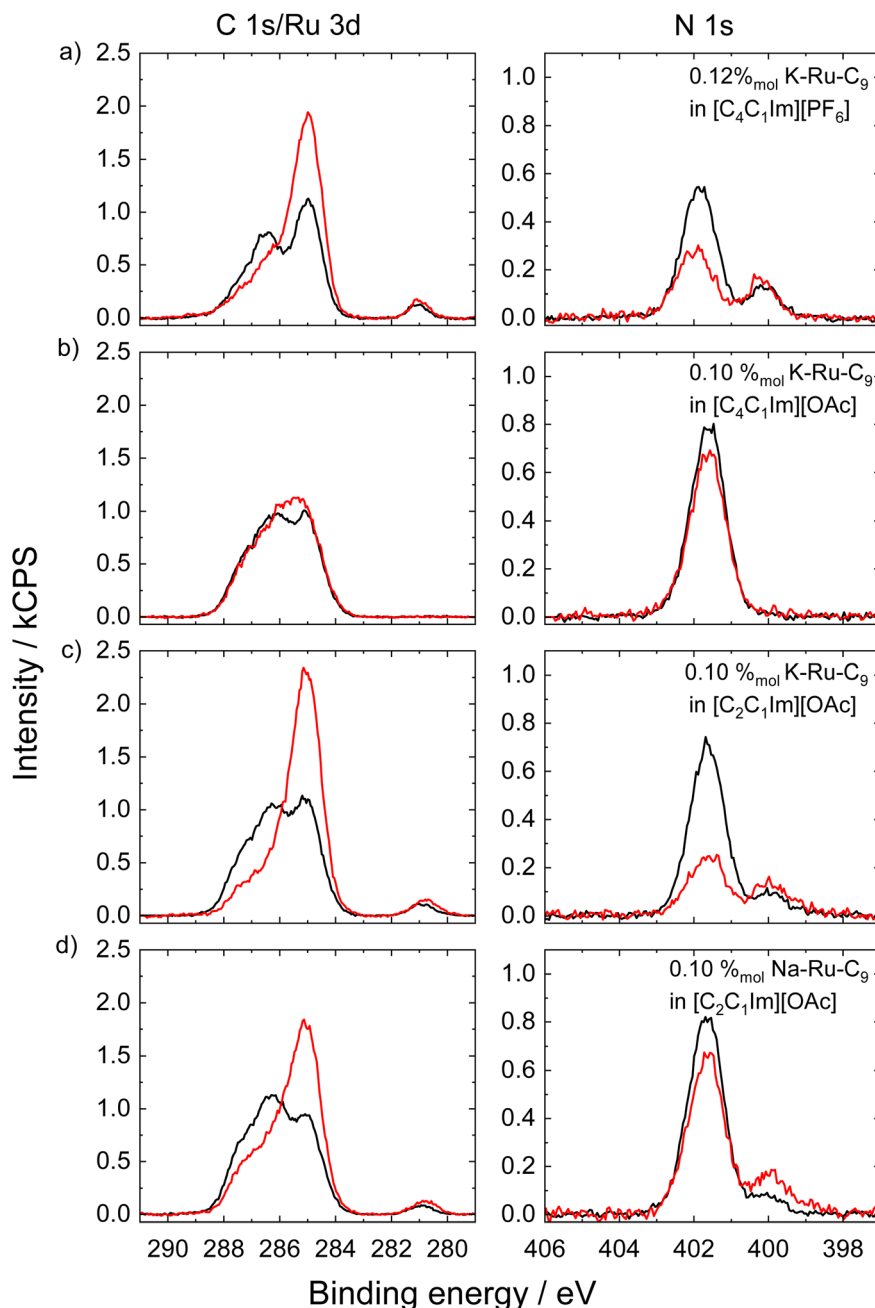 C 1s/Ru 3d
N 1s
a)
2.5
2.0
1.5
1.0
0.5
0.0
1.0
0.8
0.6
0.4
0.2
0.0
0.12%mol K-Ru-C9
in [C4C1Im][PF6]
b)
2.5
2.0
1.5
1.0
0.5
0.0
1.0
0.8
0.6
0.4
0.2
0.0
0.10 %mol K-Ru-C9
in [C4C1Im][OAc]
c)
2.5
2.0
1.5
1.0
0.5
0.0
1.0
0.8
0.6
0.4
0.2
0.0
0.10 %mol K-Ru-C9
in [C2C1Im][OAc]
d)
2.5
2.0
1.5
1.0
0.5
0.0
1.0
0.8
0.6
0.4
0.2
0.0
0.10 %mol Na-Ru-C9
in [C2C1Im][OAc]
290 288 286 284 282 280
406 404 402 400 398
Intensity / kCPS
Binding energy / eV